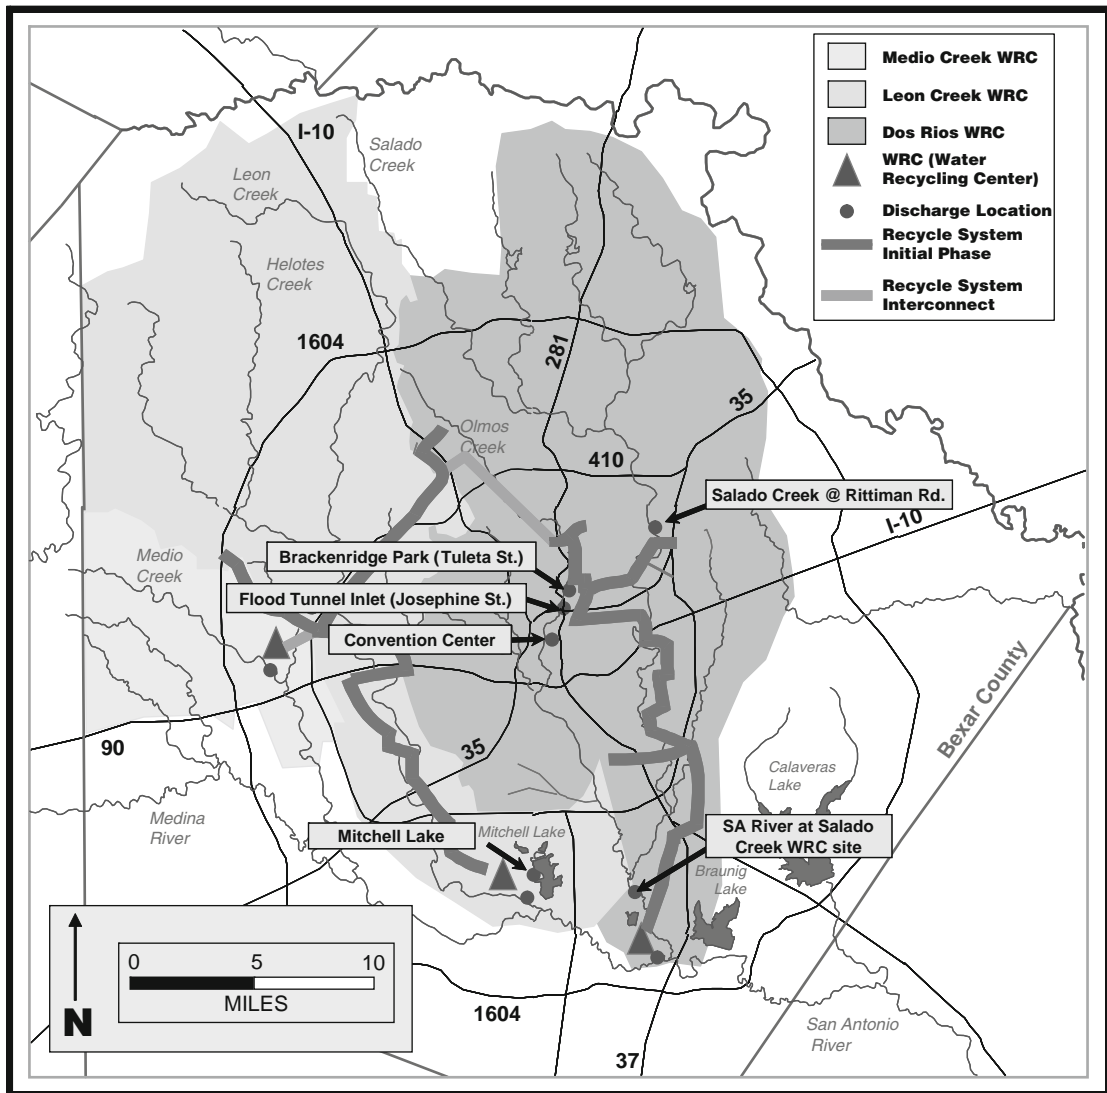 Medio Creek WRC
Leon Creek WRC
Dos Rios WRC
WRC (Water
Recycling Center)
Discharge Location
Recycle System
Initial Phase
Recycle System
Interconnect
I-10
Salado
Creek
Leon
Creek
Helotes
Creek
1604
281
35
Olmos
Creek
410
Salado Creek @ Rittiman Rd.
I-10
Medio
Creek
Brackenridge Park (Tuleta St.)
Flood Tunnel Inlet (Josephine St.)
Convention Center
Bexar County
90
35
Calaveras
Lake
Medina
River
Mitchell Lake
Mitchell Lake
SA River at Salado
Creek WRC site
Braunig
Lake
0 5 10
MILES
N
1604
San Antonio
River
37